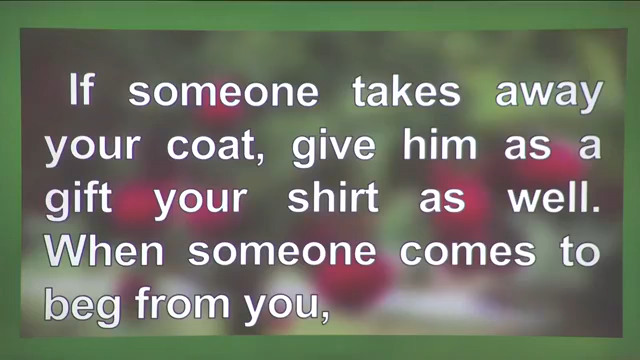 If someone takes away
your coat, give him as a
gift your shirt as well.
When someone comes to
beg from you,